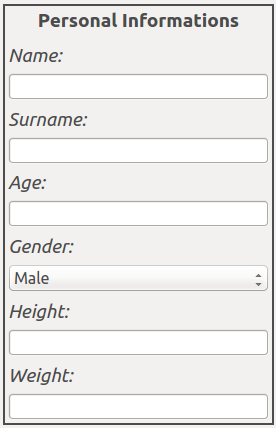 Personal Informations
Name:
Surname:
Age:
Gender:
Male
Height:
Weight: